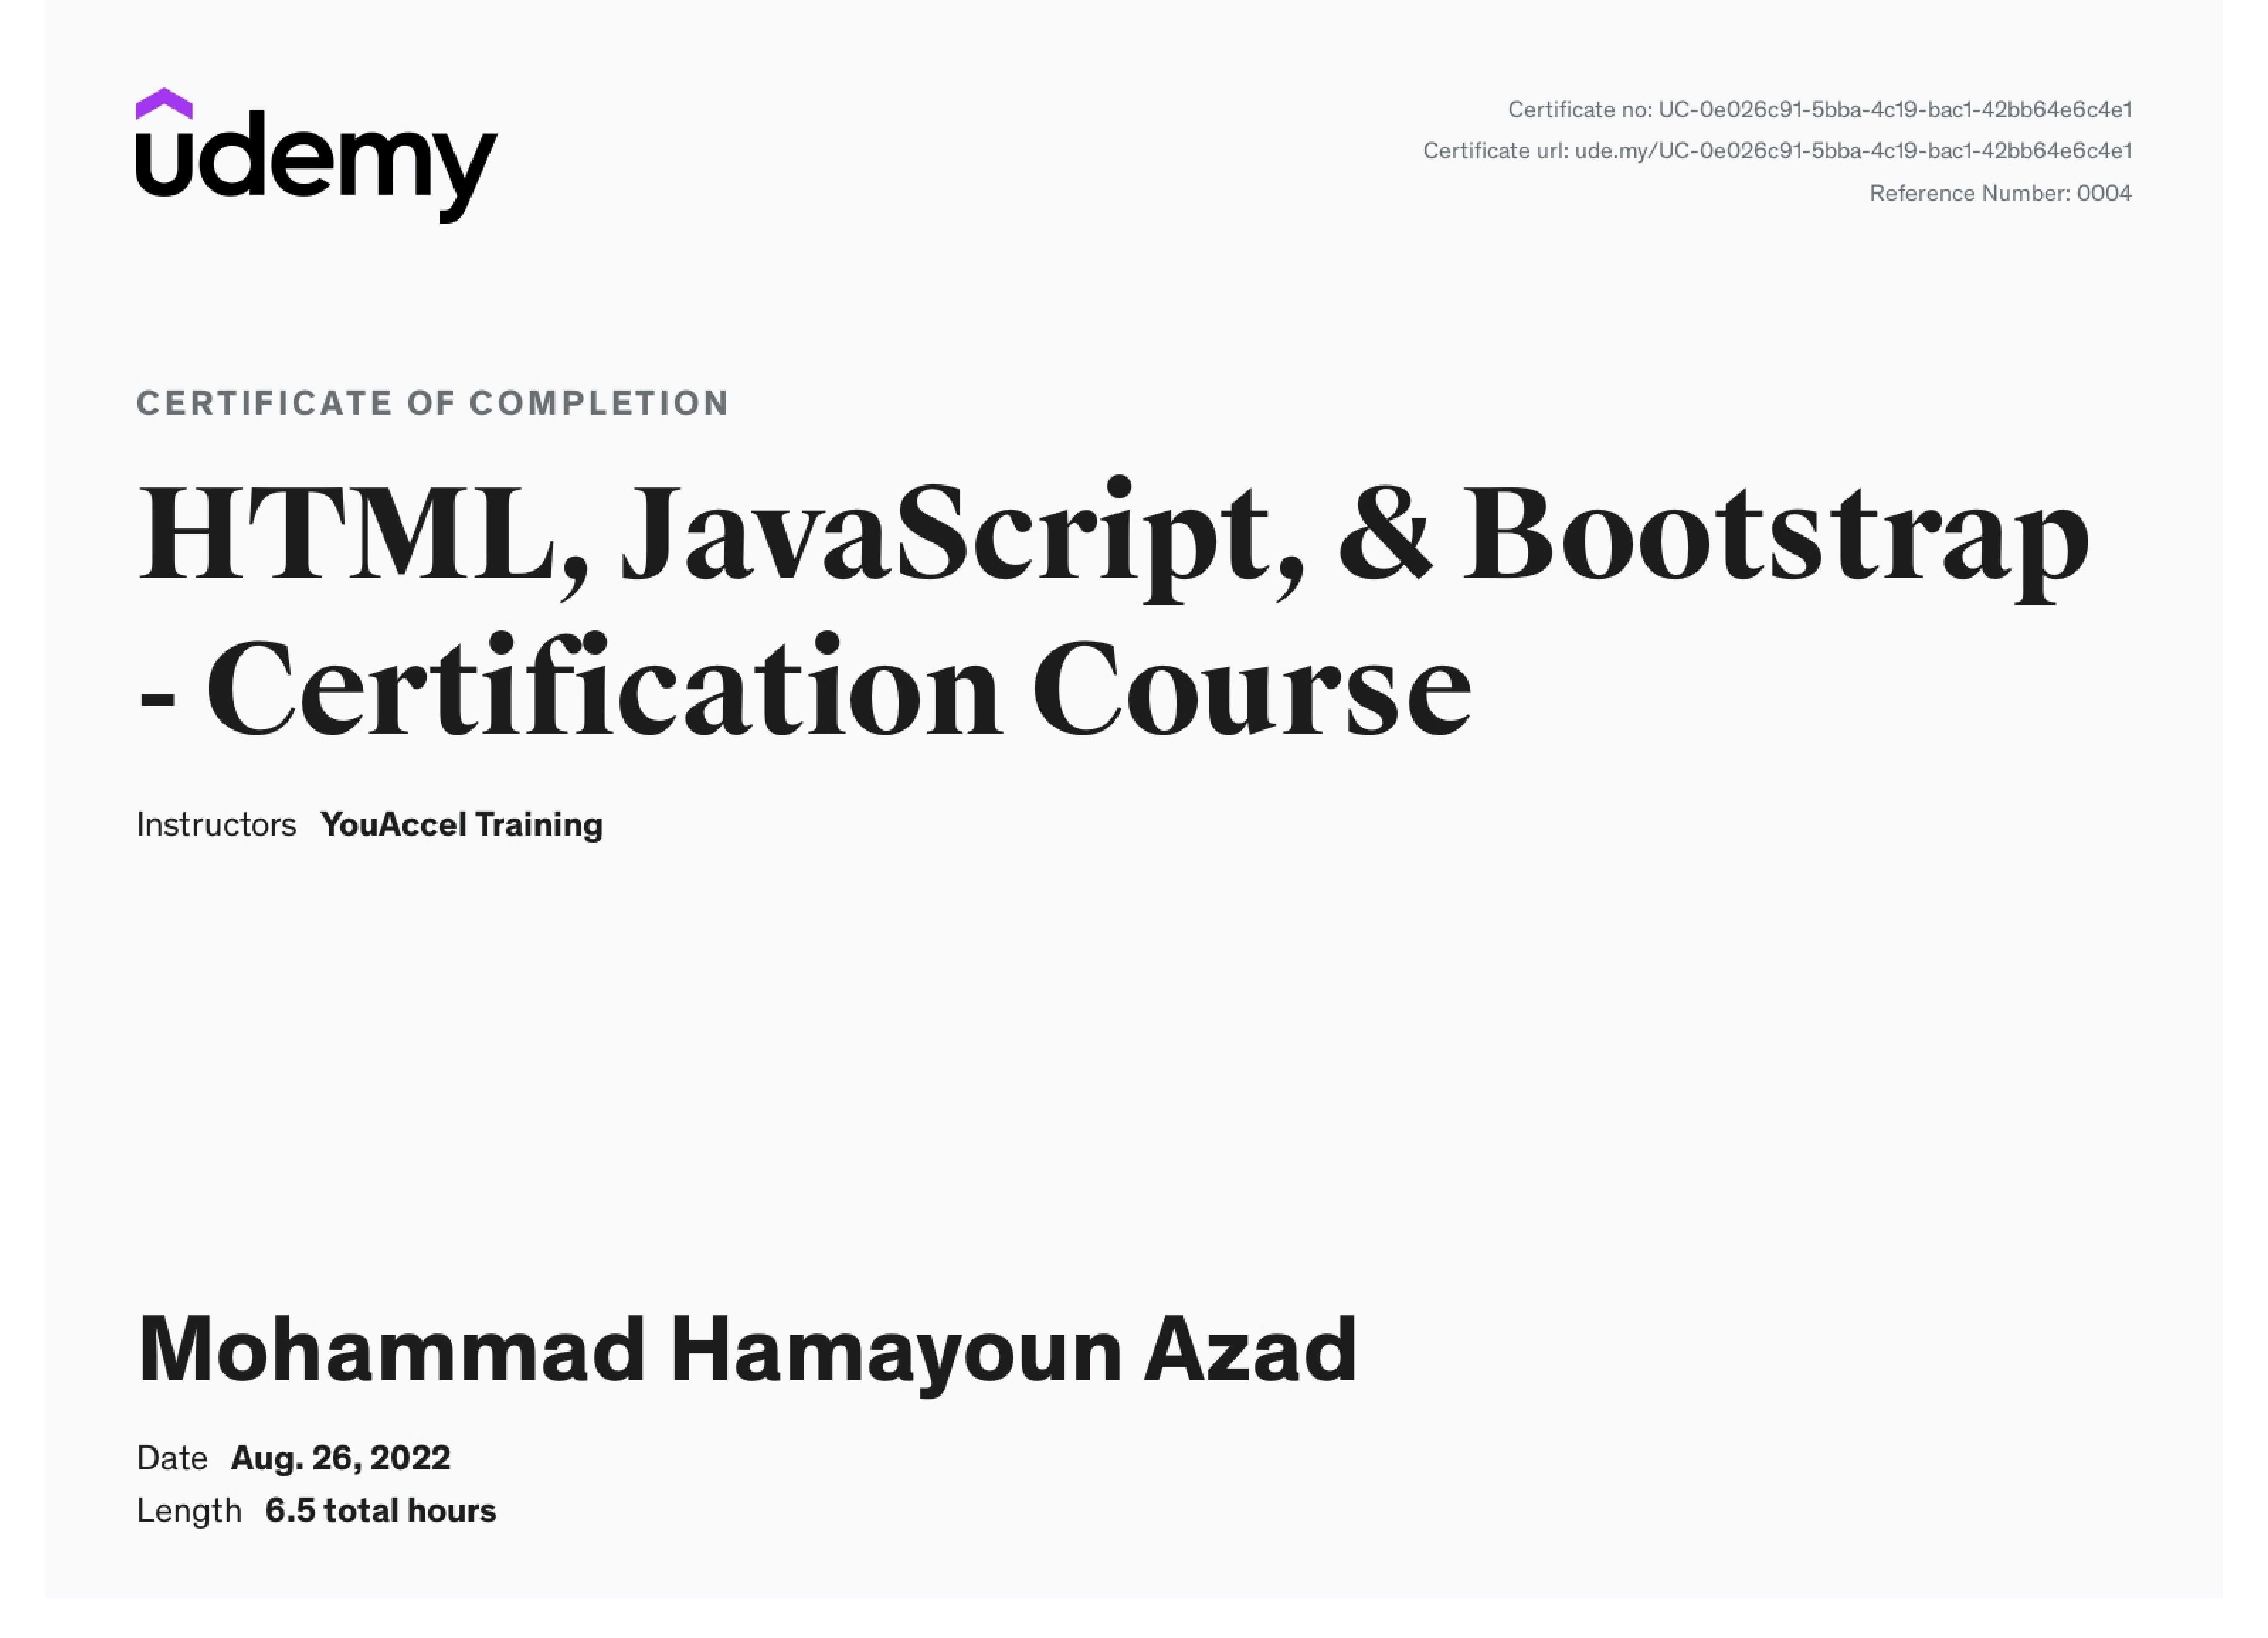 udemy
Certificate no: UC-0e026c91-5bba-4c19-bac1-42bb64e6c4e1
Certificate url: ude.my/UC-0e026c91-5bba-4c19-bac1-42bb64e6c4e1
Reference Number: 0004
CERTIFICATE OF COMPLETION
HTML, JavaScript, & Bootstrap
- Certification Course
Instructors YouAccel Training
Mohammad Hamayoun Azad
Date Aug. 26, 2022
Length 6.5 total hours